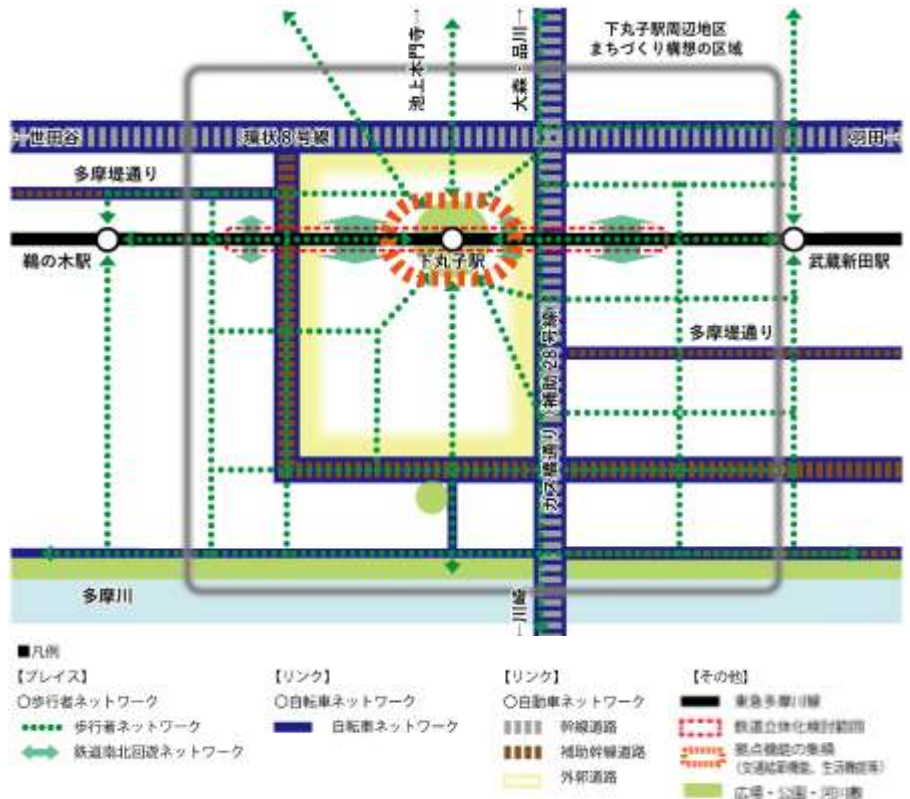 下丸子駅周辺地区
まちづくり構想の区域
池上本門寺→
大森・品川→
←世田谷
環状8号線
羽田→
多摩堤通り
鵜の木駅
下丸子駅
武蔵新田駅
多摩堤通り
ガス橋通り（補助28号線）
多摩川
←川崎
■凡例
【プレイス】
○歩行者ネットワーク
歩行者ネットワーク
鉄道南北回遊ネットワーク
【リンク】
○自転車ネットワーク
自転車ネットワーク
【リンク】
○自動車ネットワーク
幹線道路
補助幹線道路
外郭道路
【その他】
東急多摩川線
鉄道立体化検討範囲
拠点機能の集積
（交通結節機能、生活機能等）
広場・公園・河川敷